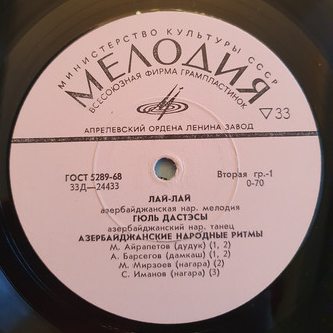 МИНИСТЕРСТВО КУЛЬТУРЫ СССР
МЕЛОДИЯ
ВСЕСОЮЗНАЯ ФИРМА ГРАМПЛАСТИНОК
▽33
АПРЕЛЕВСКИЙ ОРДЕНА ЛЕНИНА ЗАВОД
ГОСТ 5289-68
33Д—24433
Вторая гр.-1
0-70
ЛАЙ-ЛАЙ
азербайджанская нар. мелодия
ГЮЛЬ ДАСТЭСЫ
азербайджанский нар. танец
АЗЕРБАЙДЖАНСКИЕ НАРОДНЫЕ РИТМЫ
М. Айрапетов (дудук) (1, 2)
А. Барсегов (дамкаш) (1, 2)
М. Мирзоев (нагара) (2)
С. Иманов (нагара) (3)